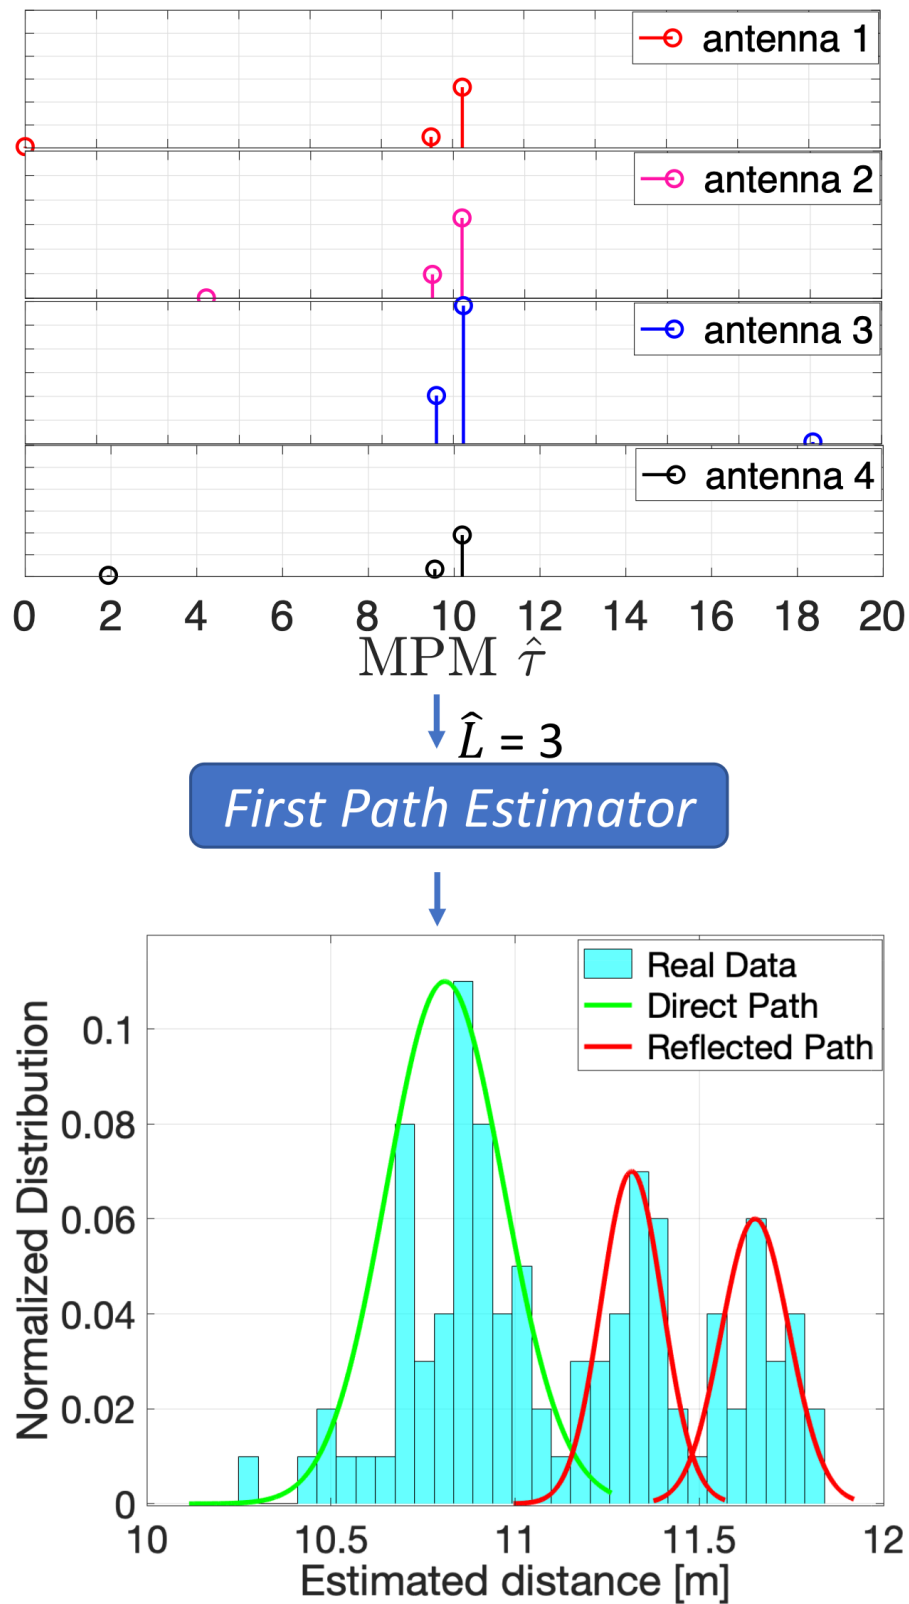 antenna 1
antenna 2
antenna 3
antenna 4
0 2 4 6 8 10 12 14 16 18 20
MPM τ̂
L̂ = 3
First Path Estimator
Real Data
Direct Path
Reflected Path
Normalized Distribution
0.1
0.08
0.06
0.04
0.02
0
10 10.5 11 11.5 12
Estimated distance [m]